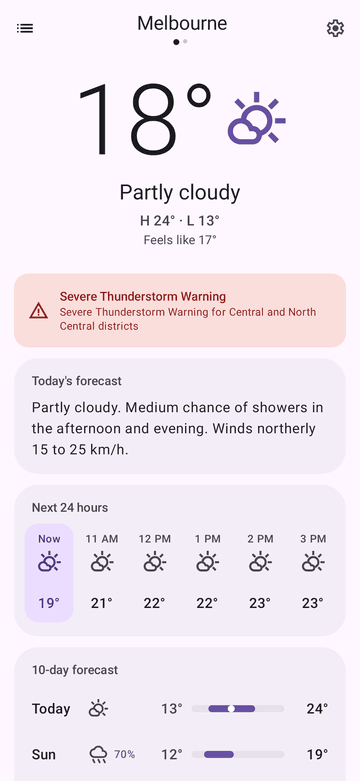 Melbourne
18°
Partly cloudy
H 24° · L 13°
Feels like 17°
Severe Thunderstorm Warning
Severe Thunderstorm Warning for Central and North
Central districts
Today's forecast
Partly cloudy. Medium chance of showers in
the afternoon and evening. Winds northerly
15 to 25 km/h.
Next 24 hours
Now 11 AM 12 PM 1 PM 2 PM 3 PM
19° 21° 22° 22° 23° 23°
10-day forecast
Today 13° 24°
Sun 70% 12° 19°